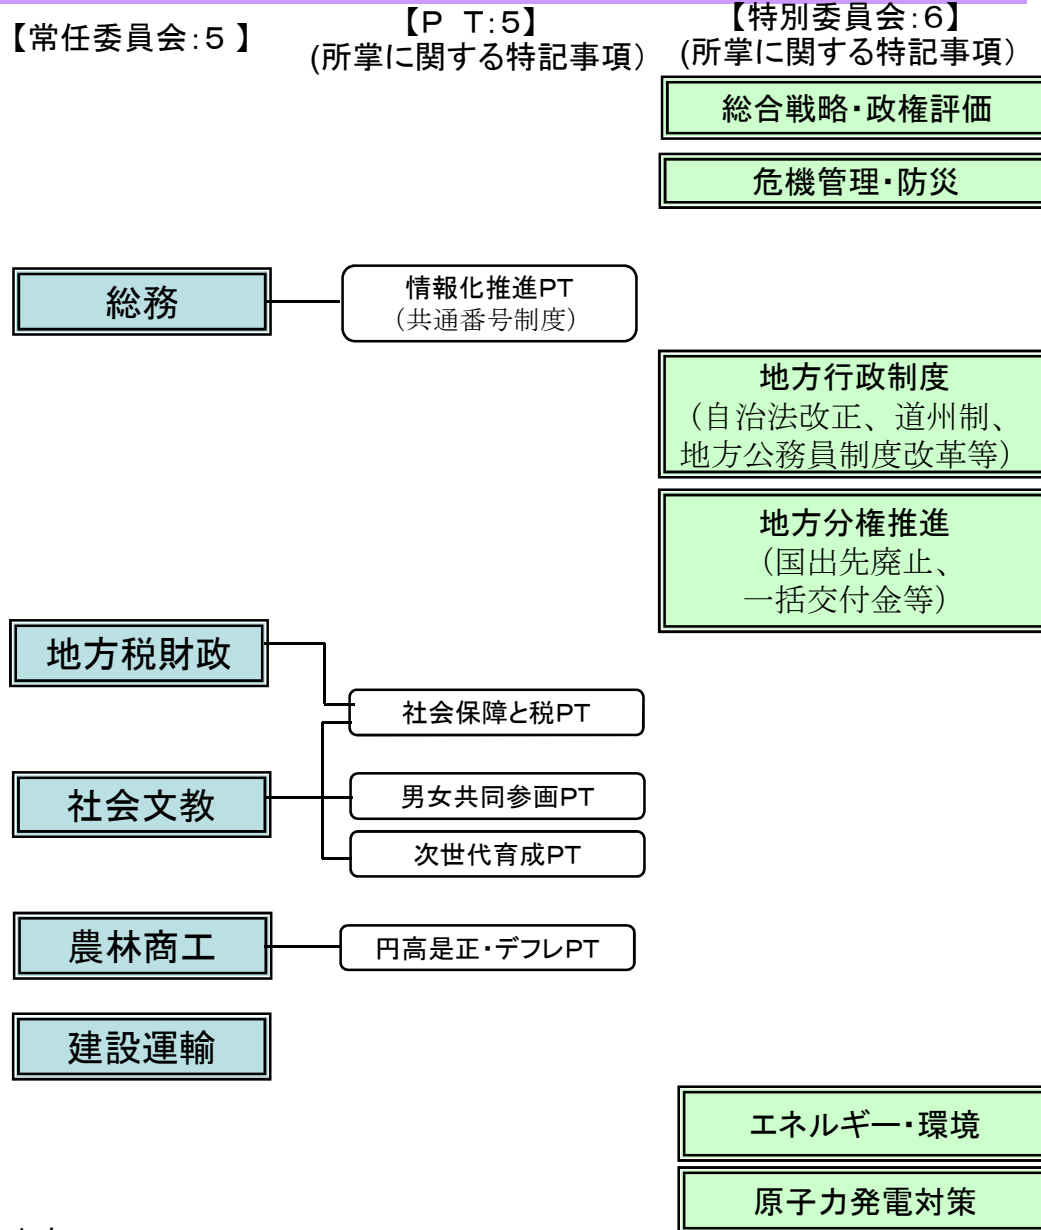 【常任委員会:5 】
【P T:5】
(所掌に関する特記事項)
【特別委員会:6】
(所掌に関する特記事項)
総合戦略・政権評価
危機管理・防災
総務
情報化推進PT
(共通番号制度)
地方行政制度
(自治法改正、道州制、
地方公務員制度改革等)
地方分権推進
(国出先廃止、
一括交付金等)
地方税財政
社会保障と税PT
社会文教
男女共同参画PT
次世代育成PT
農林商工
円高是正・デフレPT
建設運輸
エネルギー・環境
原子力発電対策